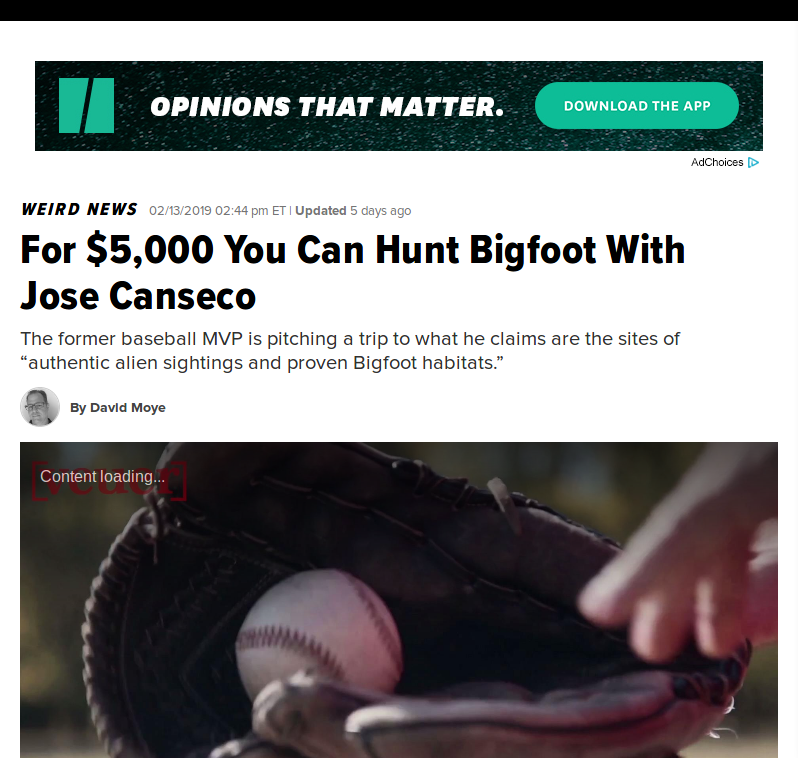 OPINIONS THAT MATTER.
DOWNLOAD THE APP
AdChoices
WEIRD NEWS 02/13/2019 02:44 pm ET | Updated 5 days ago
For $5,000 You Can Hunt Bigfoot With
Jose Canseco
The former baseball MVP is pitching a trip to what he claims are the sites of
“authentic alien sightings and proven Bigfoot habitats.”
By David Moye
[veuer]
Content loading...